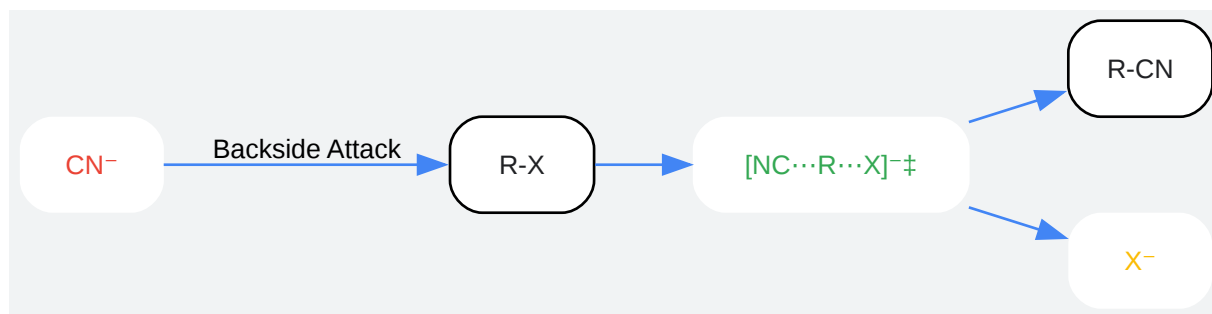 CN⁻
Backside Attack
R-X
[NC⋯R⋯X]⁻‡
R-CN
X⁻